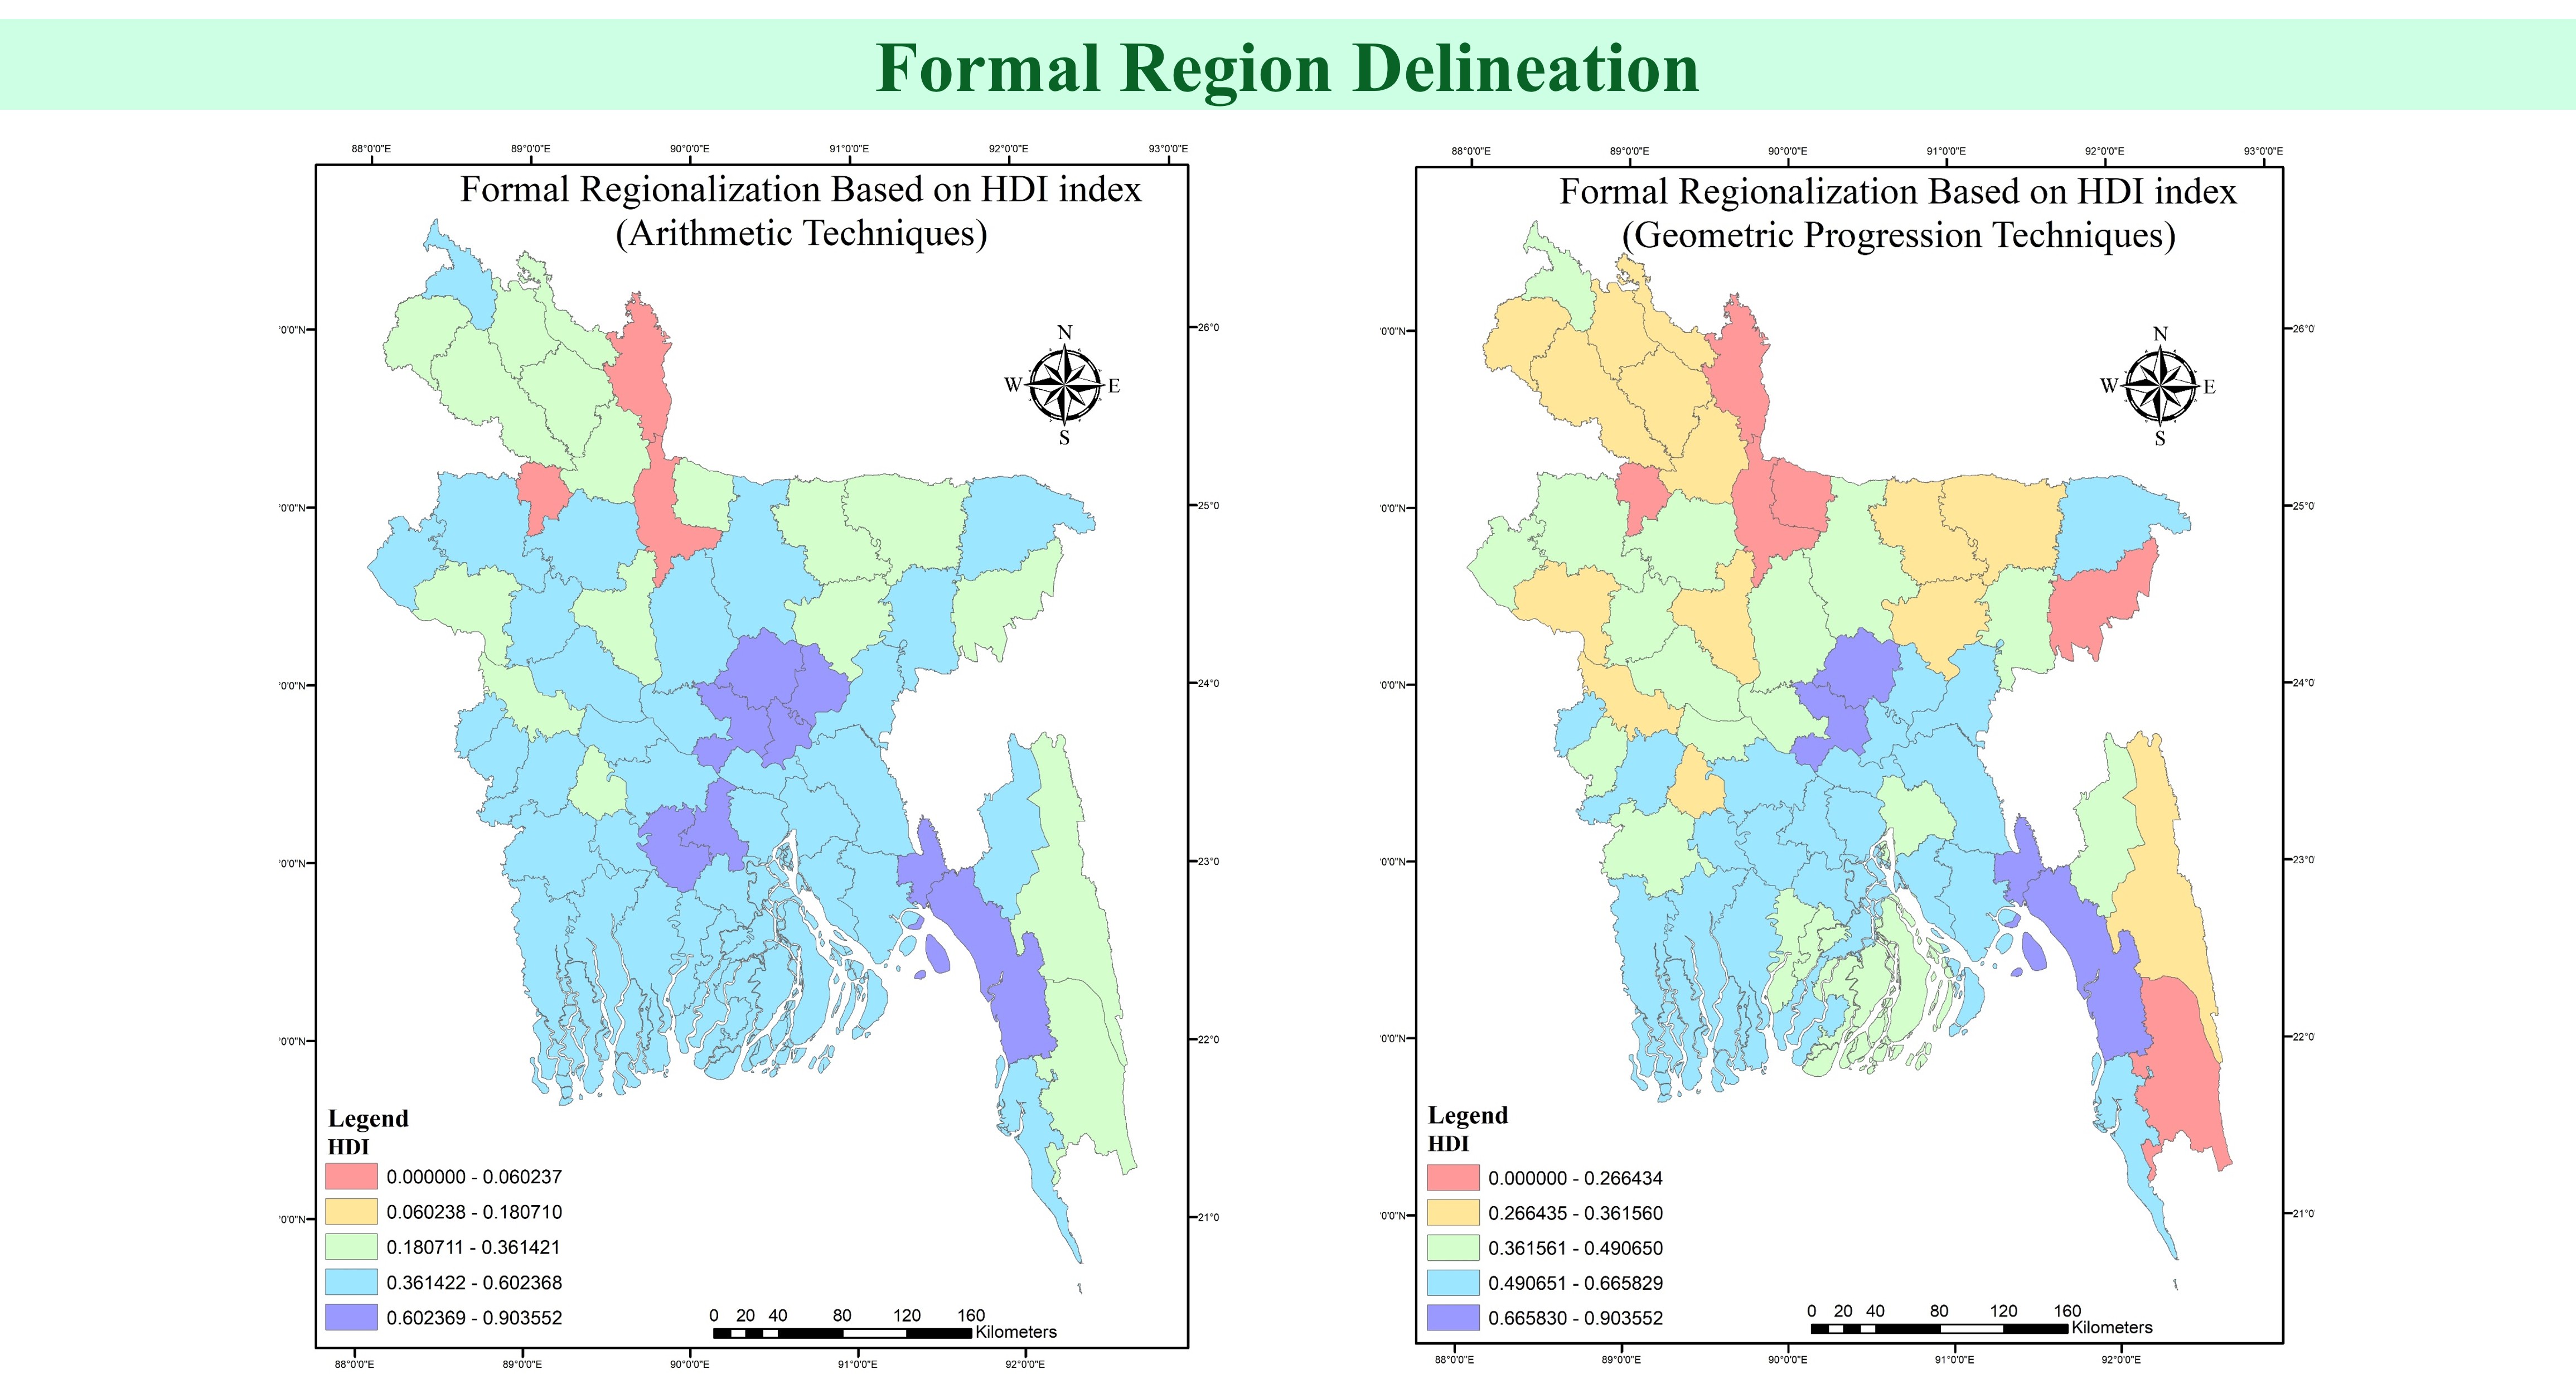 Formal Region Delineation
88°0'0"E 89°0'0"E 90°0'0"E 91°0'0"E 92°0'0"E 93°0'0"E
Formal Regionalization Based on HDI index
(Arithmetic Techniques)
N
W E
S
'0'0"N 26°0
'0'0"N 25°0
'0'0"N 24°0
'0'0"N 23°0
'0'0"N 22°0
'0'0"N 21°0
Legend
HDI
0.000000 - 0.060237
0.060238 - 0.180710
0.180711 - 0.361421
0.361422 - 0.602368
0.602369 - 0.903552
0 20 40 80 120 160
Kilometers
88°0'0"E 89°0'0"E 90°0'0"E 91°0'0"E 92°0'0"E
88°0'0"E 89°0'0"E 90°0'0"E 91°0'0"E 92°0'0"E 93°0'0"E
Formal Regionalization Based on HDI index
(Geometric Progression Techniques)
N
W E
S
'0'0"N 26°0'
'0'0"N 25°0'
'0'0"N 24°0'
'0'0"N 23°0'
'0'0"N 22°0'
'0'0"N 21°0'
Legend
HDI
0.000000 - 0.266434
0.266435 - 0.361560
0.361561 - 0.490650
0.490651 - 0.665829
0.665830 - 0.903552
0 20 40 80 120 160
Kilometers
88°0'0"E 89°0'0"E 90°0'0"E 91°0'0"E 92°0'0"E